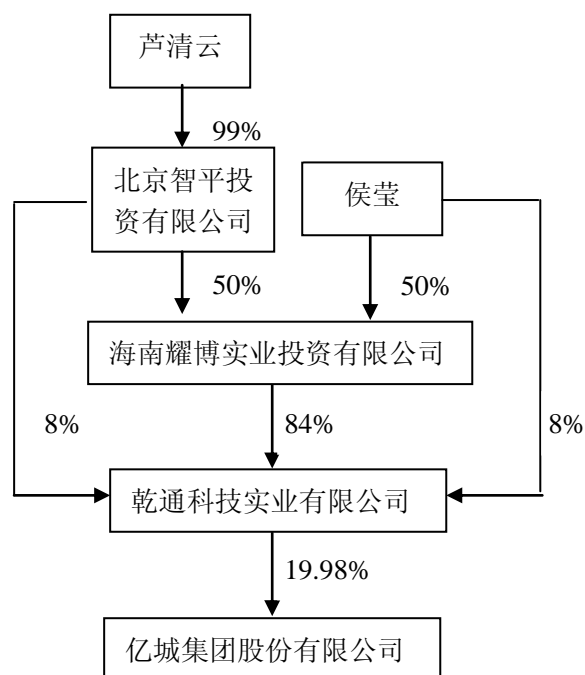 芦清云
99%
北京智平投
资有限公司
侯莹
50%
50%
海南耀博实业投资有限公司
8%
84%
8%
乾通科技实业有限公司
19.98%
亿城集团股份有限公司